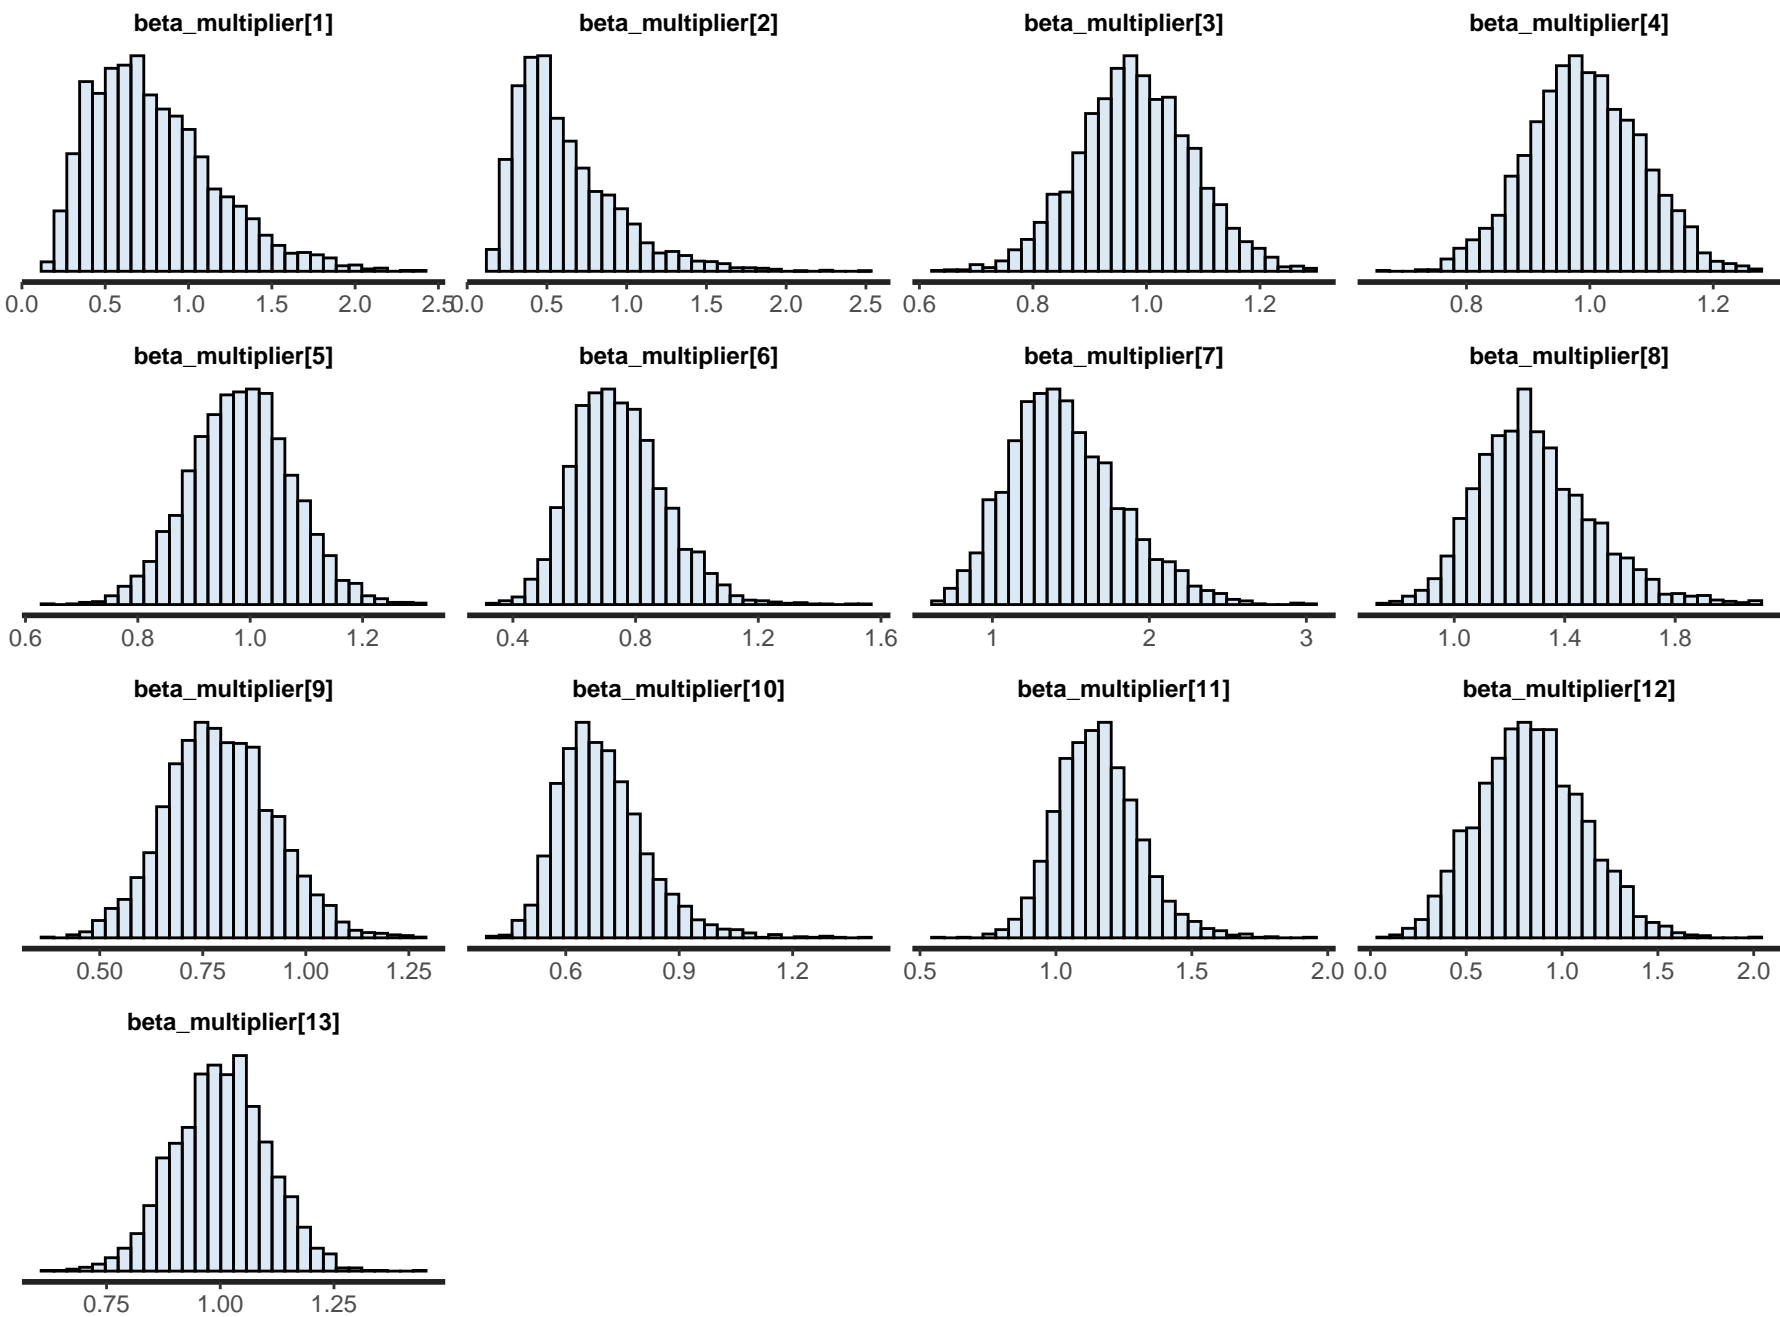 beta_multiplier[1] beta_multiplier[2] beta_multiplier[3] beta_multiplier[4]
0.0 0.5 1.0 1.5 2.0 2.5 0.0 0.5 1.0 1.5 2.0 2.5 0.6 0.8 1.0 1.2 0.8 1.0 1.2
beta_multiplier[5] beta_multiplier[6] beta_multiplier[7] beta_multiplier[8]
0.6 0.8 1.0 1.2 0.4 0.8 1.2 1.6 1 2 3 1.0 1.4 1.8
beta_multiplier[9] beta_multiplier[10] beta_multiplier[11] beta_multiplier[12]
0.50 0.75 1.00 1.25 0.6 0.9 1.2 0.5 1.0 1.5 2.0 0.0 0.5 1.0 1.5 2.0
beta_multiplier[13]
0.75 1.00 1.25